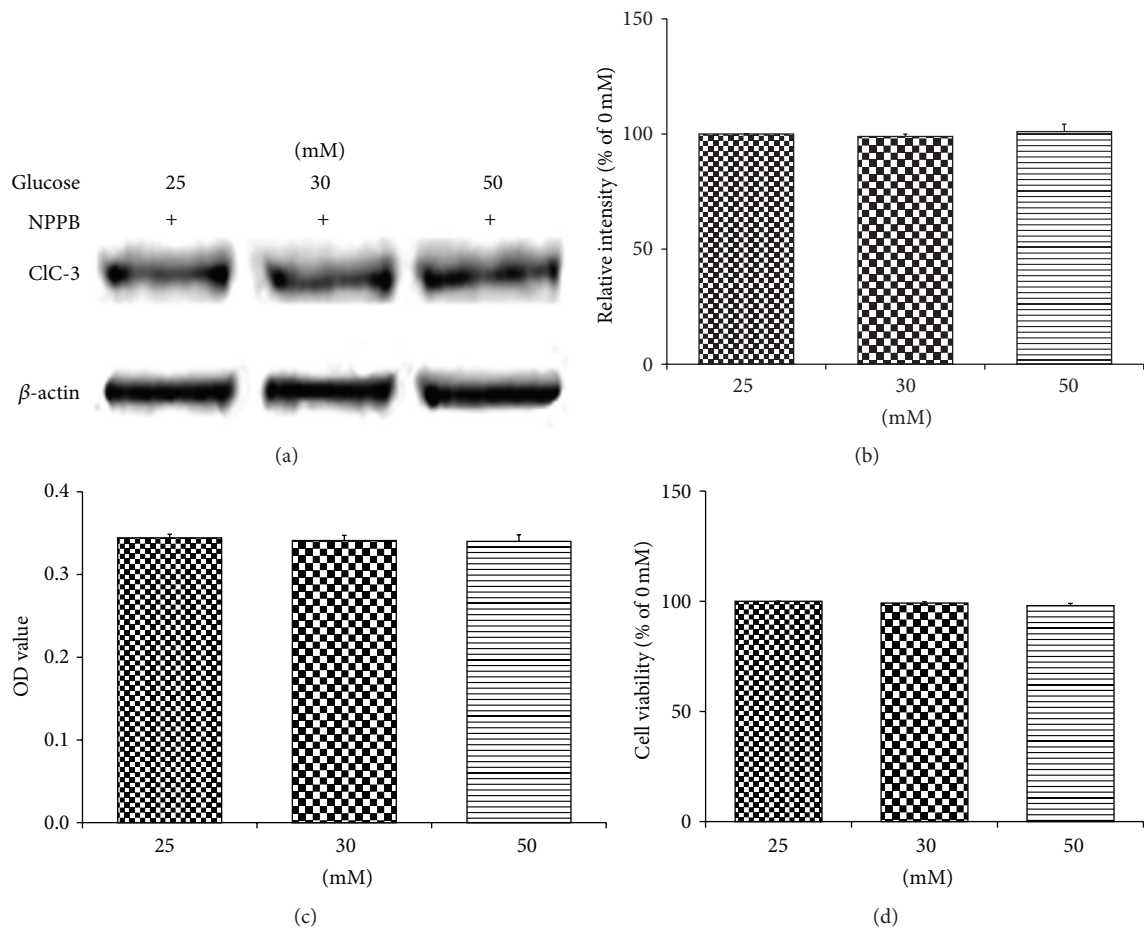 (mM)
Glucose 25 30 50
NPPB + + +
ClC-3
β-actin
(a)
Relative intensity (% of 0 mM)
150
100
50
0
25 30 50
(mM)
(b)
OD value
0.4
0.3
0.2
0.1
0.0
25 30 50
(mM)
(c)
Cell viability (% of 0 mM)
150
100
50
0
25 30 50
(mM)
(d)